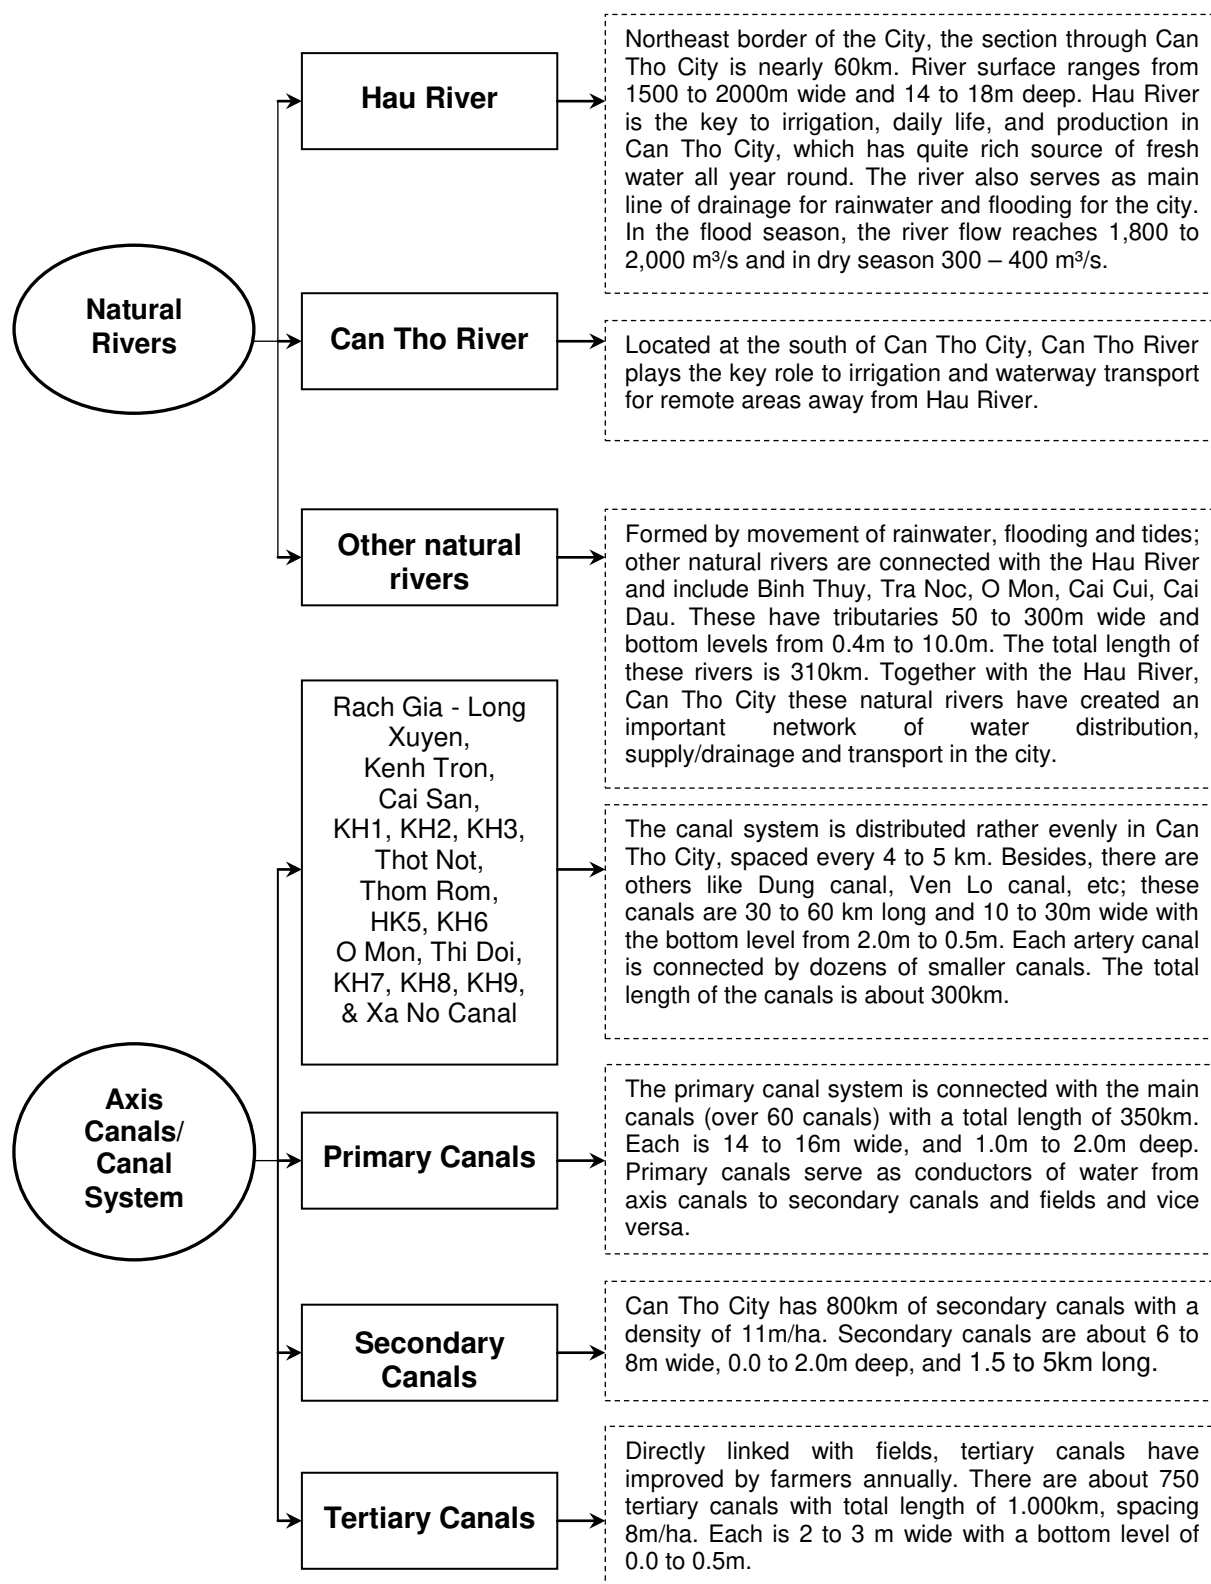 Natural
Rivers
Hau River
Northeast border of the City, the section through Can
Tho City is nearly 60km. River surface ranges from
1500 to 2000m wide and 14 to 18m deep. Hau River
is the key to irrigation, daily life, and production in
Can Tho City, which has quite rich source of fresh
water all year round. The river also serves as main
line of drainage for rainwater and flooding for the city.
In the flood season, the river flow reaches 1,800 to
2,000 m³/s and in dry season 300 – 400 m³/s.
Can Tho River
Located at the south of Can Tho City, Can Tho River
plays the key role to irrigation and waterway transport
for remote areas away from Hau River.
Other natural
rivers
Formed by movement of rainwater, flooding and tides;
other natural rivers are connected with the Hau River
and include Binh Thuy, Tra Noc, O Mon, Cai Cui, Cai
Dau. These have tributaries 50 to 300m wide and
bottom levels from 0.4m to 10.0m. The total length of
these rivers is 310km. Together with the Hau River,
Can Tho City these natural rivers have created an
important network of water distribution,
supply/drainage and transport in the city.
Axis
Canals/
Canal
System
Rach Gia - Long
Xuyen,
Kenh Tron,
Cai San,
KH1, KH2, KH3,
Thot Not,
Thom Rom,
HK5, KH6
O Mon, Thi Doi,
KH7, KH8, KH9,
& Xa No Canal
The canal system is distributed rather evenly in Can
Tho City, spaced every 4 to 5 km. Besides, there are
others like Dung canal, Ven Lo canal, etc; these
canals are 30 to 60 km long and 10 to 30m wide with
the bottom level from 2.0m to 0.5m. Each artery canal
is connected by dozens of smaller canals. The total
length of the canals is about 300km.
Primary Canals
The primary canal system is connected with the main
canals (over 60 canals) with a total length of 350km.
Each is 14 to 16m wide, and 1.0m to 2.0m deep.
Primary canals serve as conductors of water from
axis canals to secondary canals and fields and vice
versa.
Secondary
Canals
Can Tho City has 800km of secondary canals with a
density of 11m/ha. Secondary canals are about 6 to
8m wide, 0.0 to 2.0m deep, and 1.5 to 5km long.
Tertiary Canals
Directly linked with fields, tertiary canals have
improved by farmers annually. There are about 750
tertiary canals with total length of 1.000km, spacing
8m/ha. Each is 2 to 3 m wide with a bottom level of
0.0 to 0.5m.